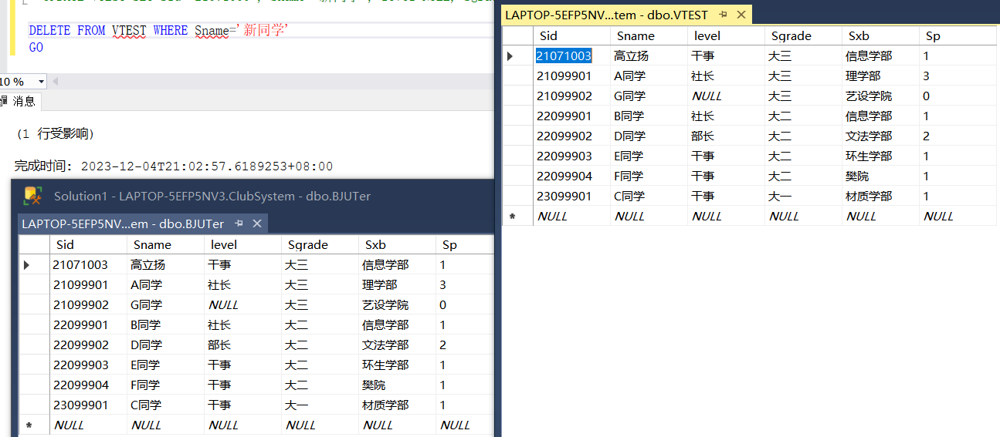 DELETE FROM VTEST WHERE Sname='新同学'
GO
10 %
消息
(1 行受影响)
完成时间: 2023-12-04T21:02:57.6189253+08:00
Solution1 - LAPTOP-5EFP5NV3.ClubSystem - dbo.BJUTer
LAPTOP-5EFP5NV...em - dbo.BJUTer
Sid Sname level Sgrade Sxb Sp
21071003 高立扬 干事 大三 信息学部 1
21099901 A同学 社长 大三 理学部 3
21099902 G同学 NULL 大三 艺设学院 0
22099901 B同学 社长 大二 信息学部 1
22099902 D同学 部长 大二 文法学部 2
22099903 E同学 干事 大二 环生学部 1
22099904 F同学 干事 大二 樊院 1
23099901 C同学 干事 大一 材质学部 1
NULL NULL NULL NULL NULL NULL
LAPTOP-5EFP5NV...tem - dbo.VTEST
Sid Sname level Sgrade Sxb Sp
21071003 高立扬 干事 大三 信息学部 1
21099901 A同学 社长 大三 理学部 3
21099902 G同学 NULL 大三 艺设学院 0
22099901 B同学 社长 大二 信息学部 1
22099902 D同学 部长 大二 文法学部 2
22099903 E同学 干事 大二 环生学部 1
22099904 F同学 干事 大二 樊院 1
23099901 C同学 干事 大一 材质学部 1
NULL NULL NULL NULL NULL NULL